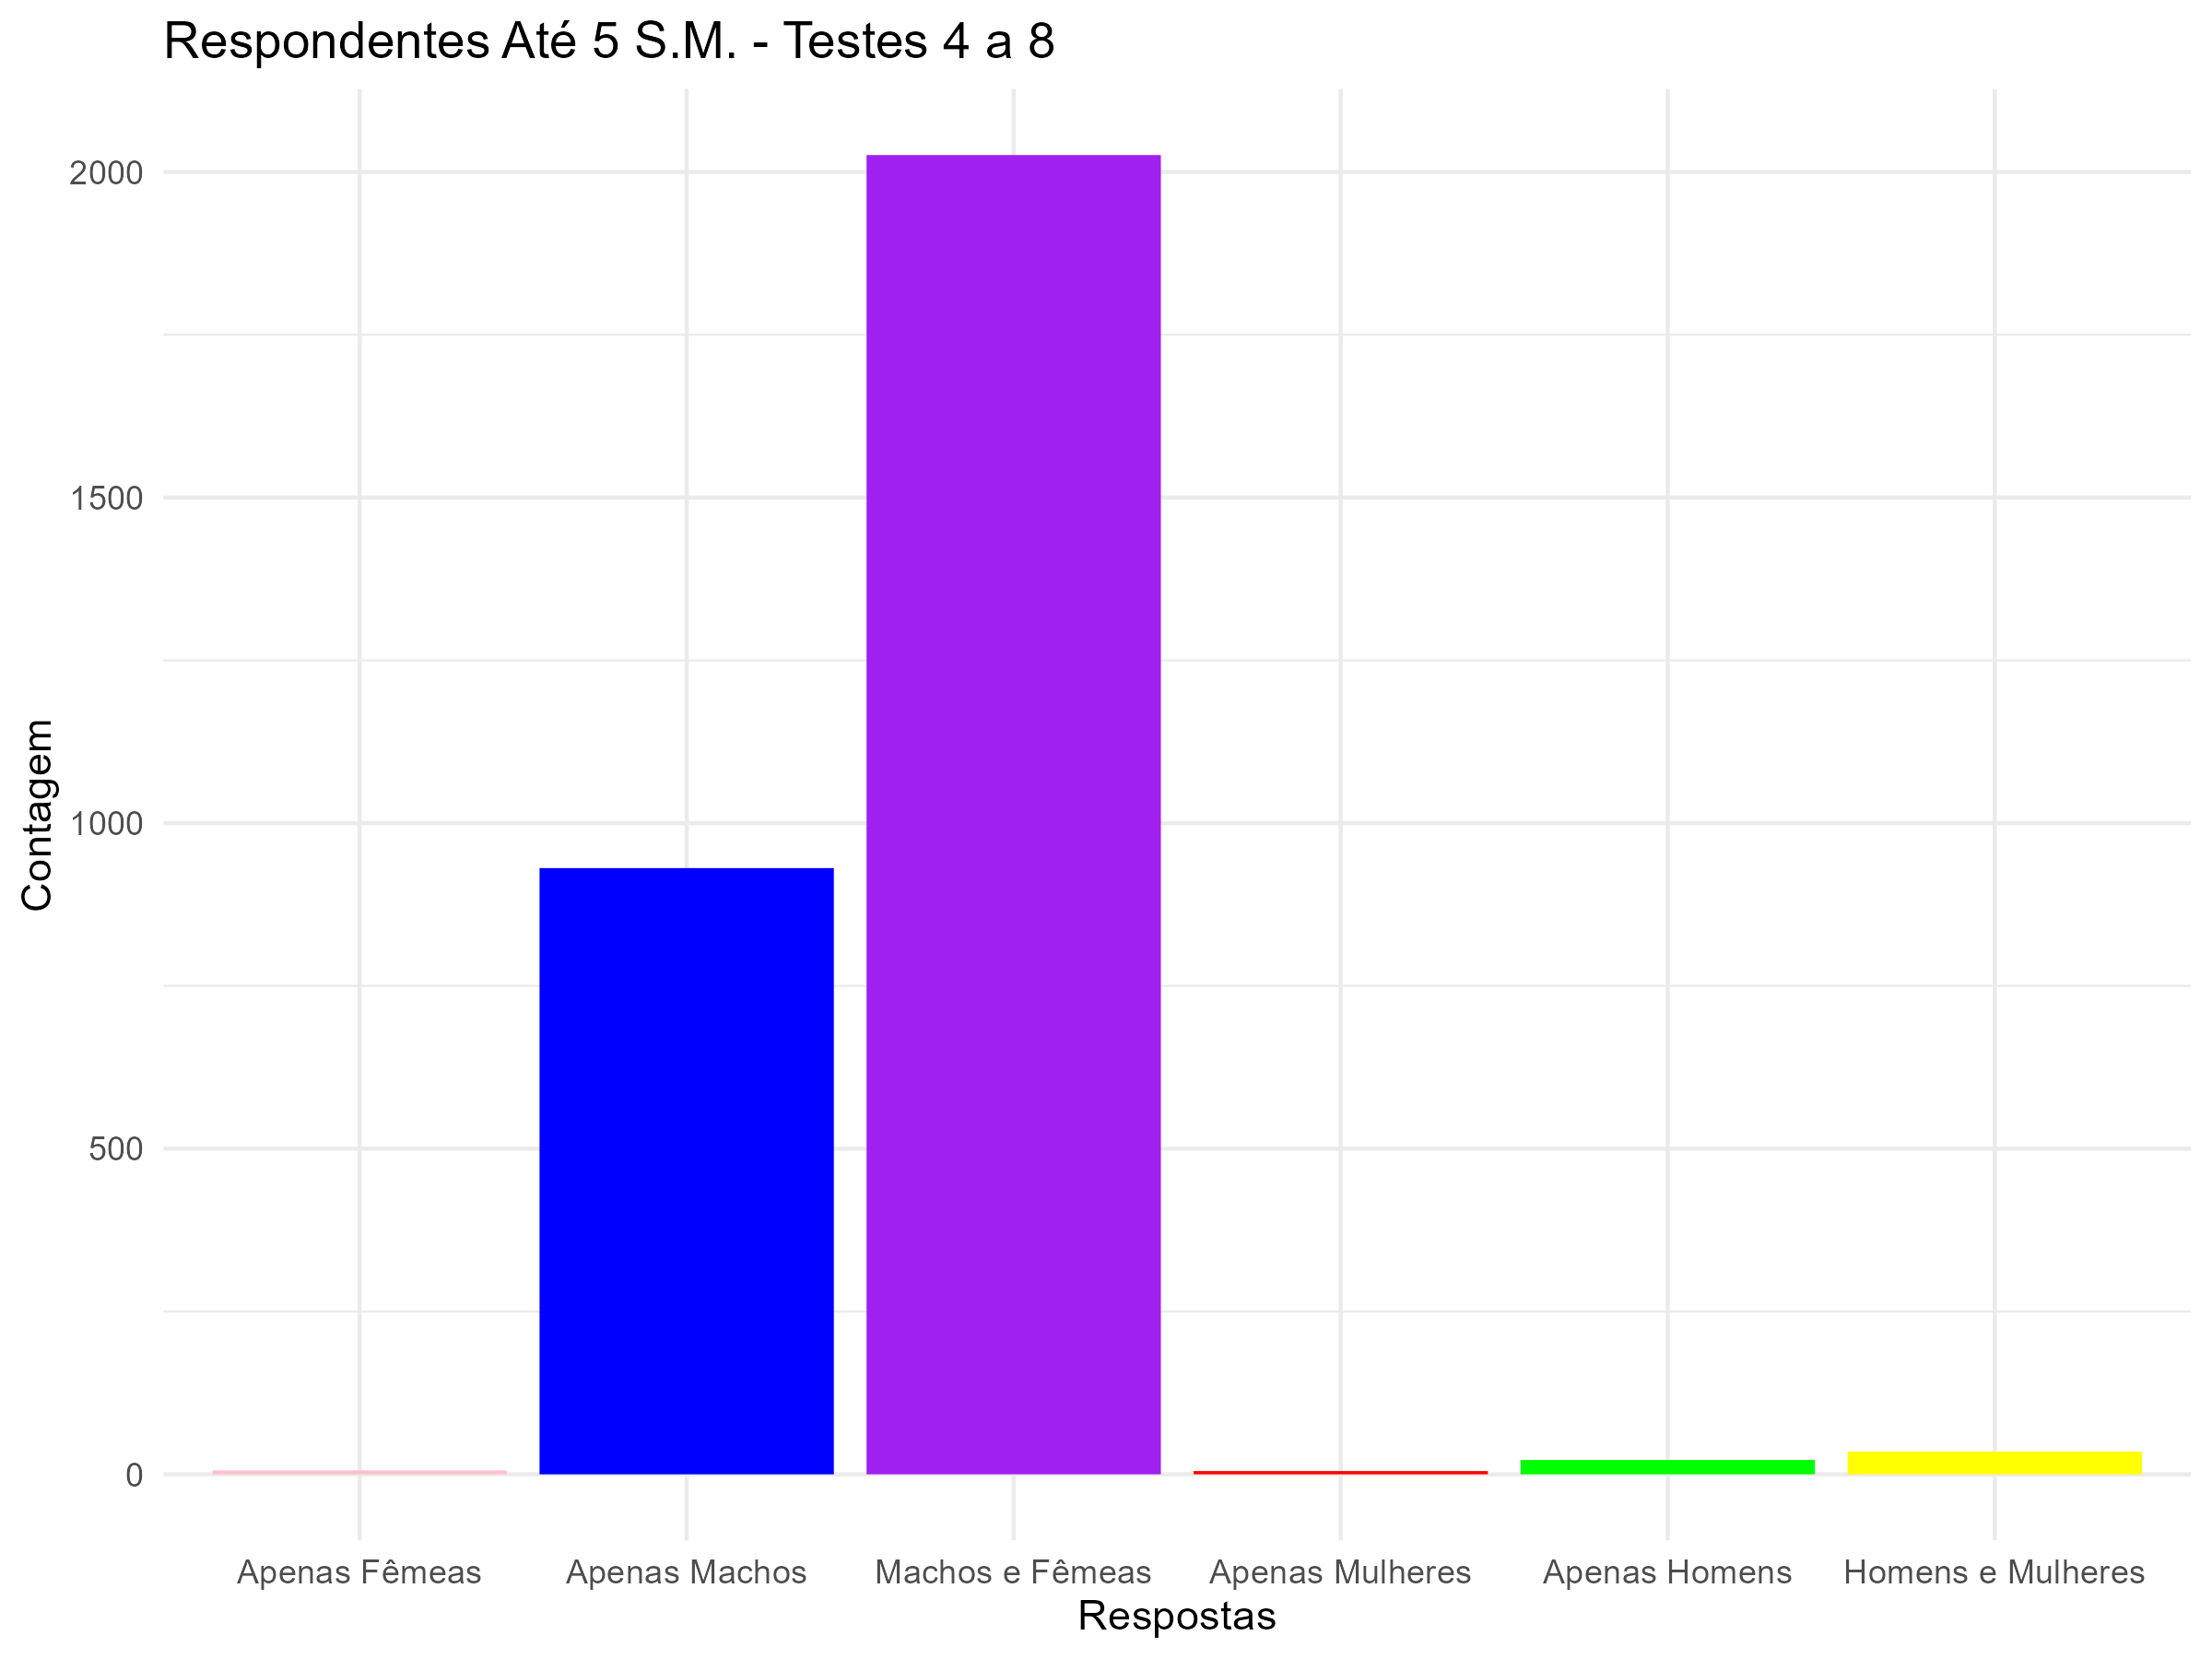 Respondentes Até 5 S.M. - Testes 4 a 8
2000
1500
1000
500
0
Contagem
Apenas Fêmeas Apenas Machos Machos e Fêmeas Apenas Mulheres Apenas Homens Homens e Mulheres
Respostas